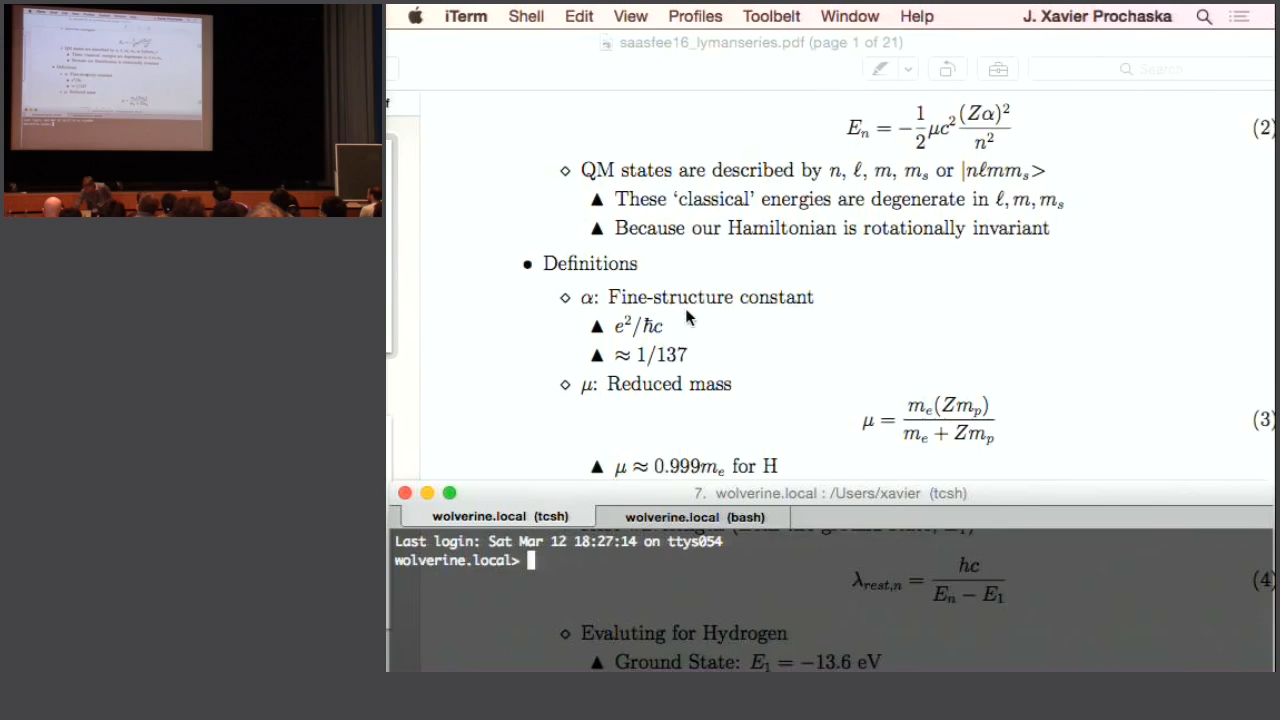 iTerm Shell Edit View Profiles Toolbelt Window Help J. Xavier Prochaska
saasfee16_lymanseries.pdf (page 1 of 21)
Search
E_n = −1/2 μc² (Zα)²/n² (2)
⋄ QM states are described by n, ℓ, m, m_s or |nℓmm_s>
▲ These ‘classical’ energies are degenerate in ℓ, m, m_s
▲ Because our Hamiltonian is rotationally invariant
• Definitions
⋄ α: Fine-structure constant
▲ e²/ħc
▲ ≈ 1/137
⋄ μ: Reduced mass
μ = m_e(Zm_p)/(m_e + Zm_p) (3)
▲ μ ≈ 0.999m_e for H
7. wolverine.local : /Users/xavier (tcsh)
wolverine.local (tcsh) wolverine.local (bash)
Last login: Sat Mar 12 18:27:14 on ttys054
wolverine.local>
λ_rest,n = hc/(E_n − E_1) (4)
⋄ Evaluting for Hydrogen
▲ Ground State: E_1 = −13.6 eV